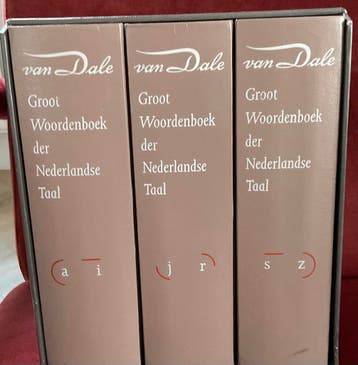 van Dale
Groot
Woordenboek
der
Nederlandse
Taal
a i
van Dale
Groot
Woordenboek
der
Nederlandse
Taal
j r
van Dale
Groot
Woordenboek
der
Nederlandse
Taal
s z